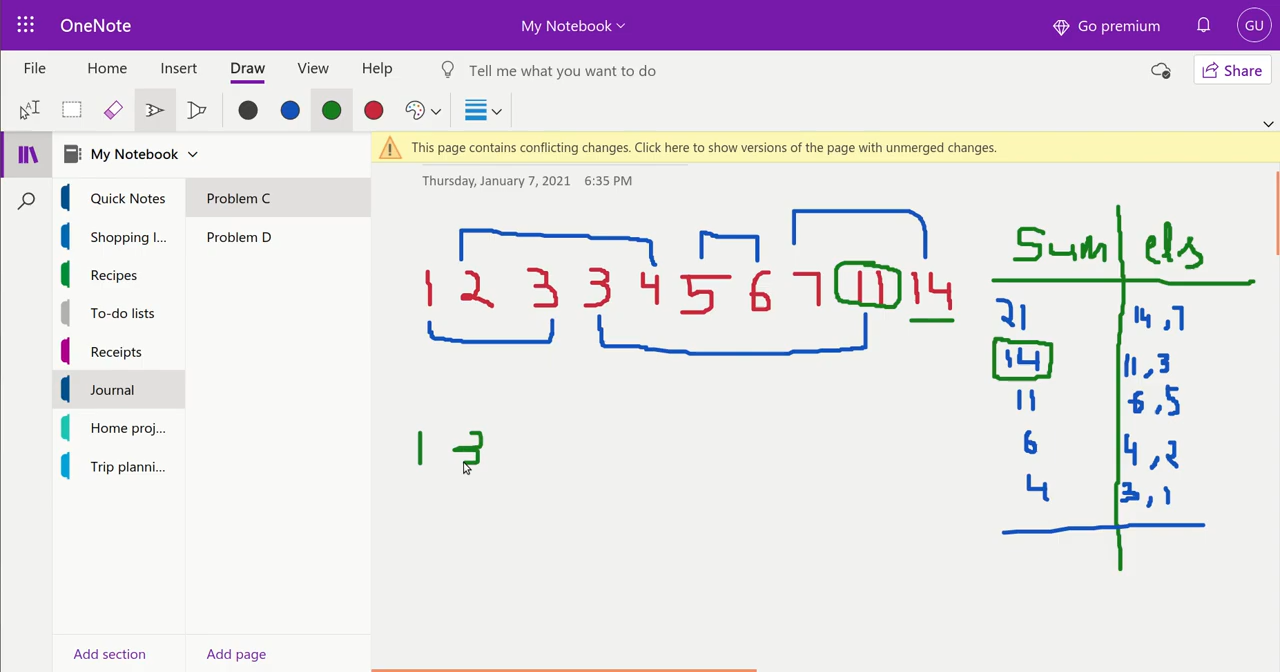 OneNote
My Notebook
Go premium
GU
File Home Insert Draw View Help Tell me what you want to do
Share
My Notebook
This page contains conflicting changes. Click here to show versions of the page with unmerged changes.
Quick Notes
Shopping l...
Recipes
To-do lists
Receipts
Journal
Home proj...
Trip planni...
Add section
Problem C
Problem D
Add page
Thursday, January 7, 2021 6:35 PM
1 2 3 3 4 5 6 7 11 14
1 3
Sum els
21 14,7
14 11,3
11 6,5
6 4,2
4 3,1